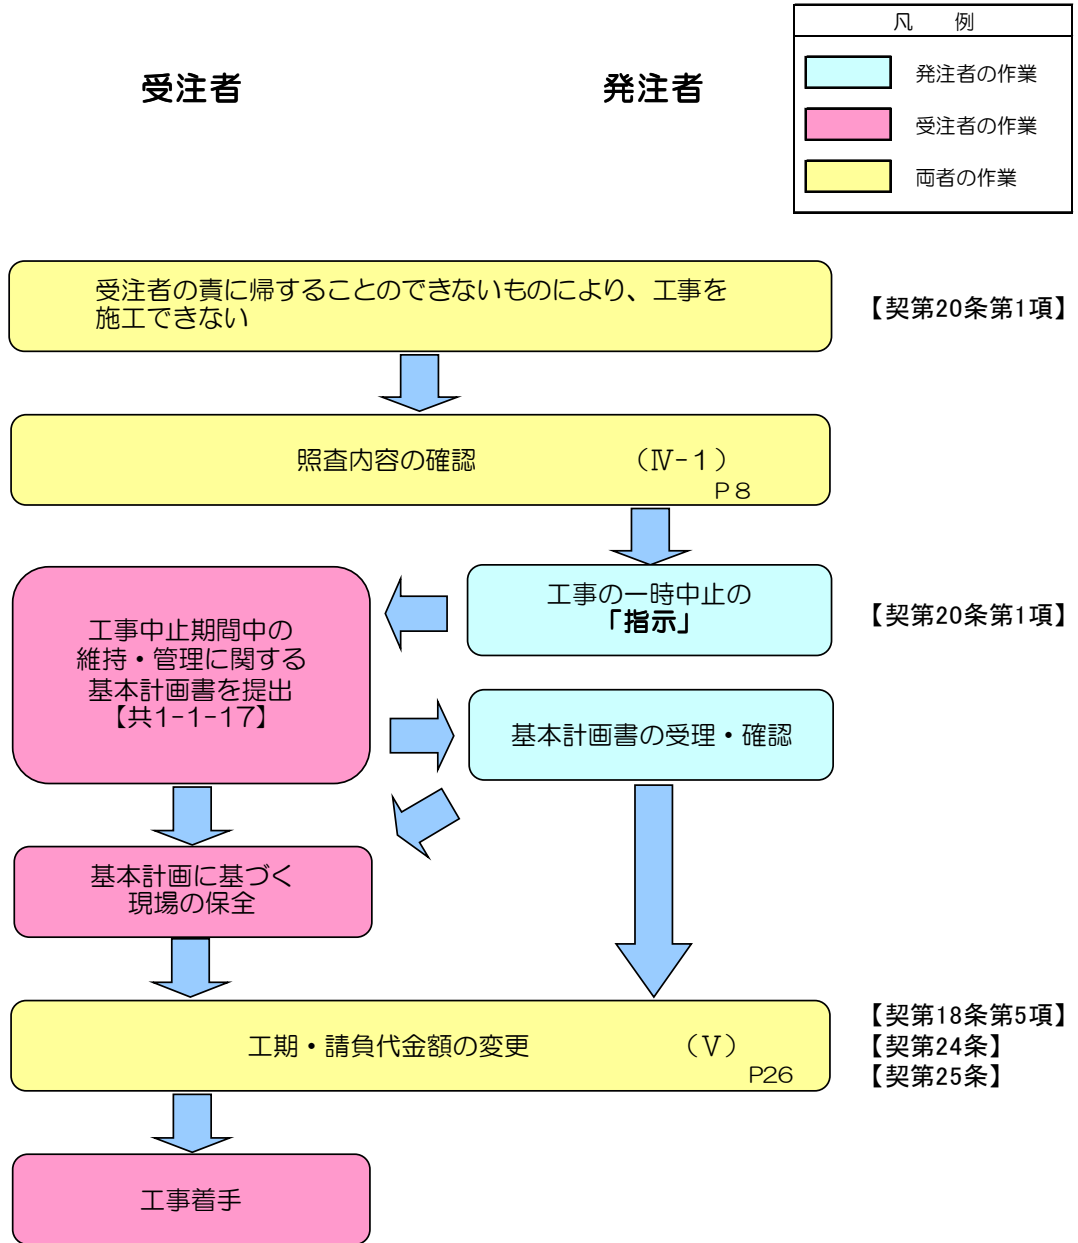 凡　例
発注者の作業
受注者の作業
両者の作業
受注者
発注者
受注者の責に帰することのできないものにより、工事を
施工できない
【契第20条第1項】
照査内容の確認　（Ⅳ-１）
Ｐ８
工事の一時中止の
「指示」
【契第20条第1項】
工事中止期間中の
維持・管理に関する
基本計画書を提出
【共1-1-17】
基本計画書の受理・確認
基本計画に基づく
現場の保全
工期・請負代金額の変更　（Ⅴ）
P26
【契第18条第5項】
【契第24条】
【契第25条】
工事着手